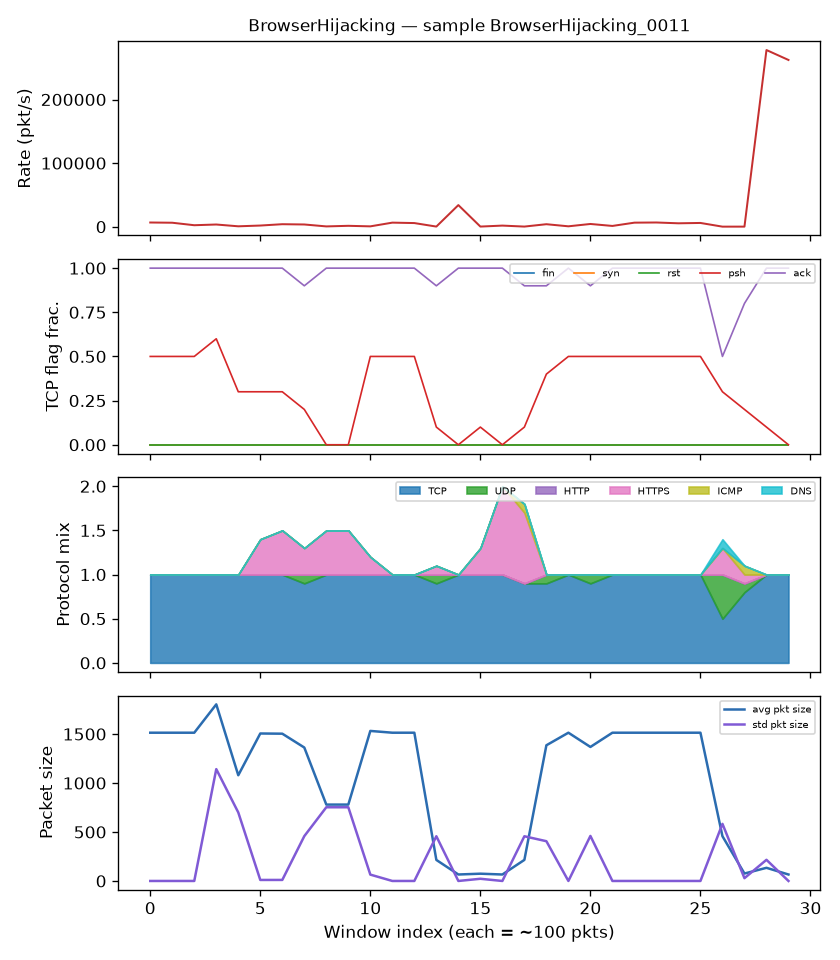 BrowserHijacking — sample BrowserHijacking_0011
Rate (pkt/s)
200000
100000
0
TCP flag frac.
1.00
0.75
0.50
0.25
0.00
fin syn rst psh ack
Protocol mix
2.0
1.5
1.0
0.5
0.0
TCP UDP HTTP HTTPS ICMP DNS
Packet size
1500
1000
500
0
avg pkt size
std pkt size
0 5 10 15 20 25 30
Window index (each = ~100 pkts)